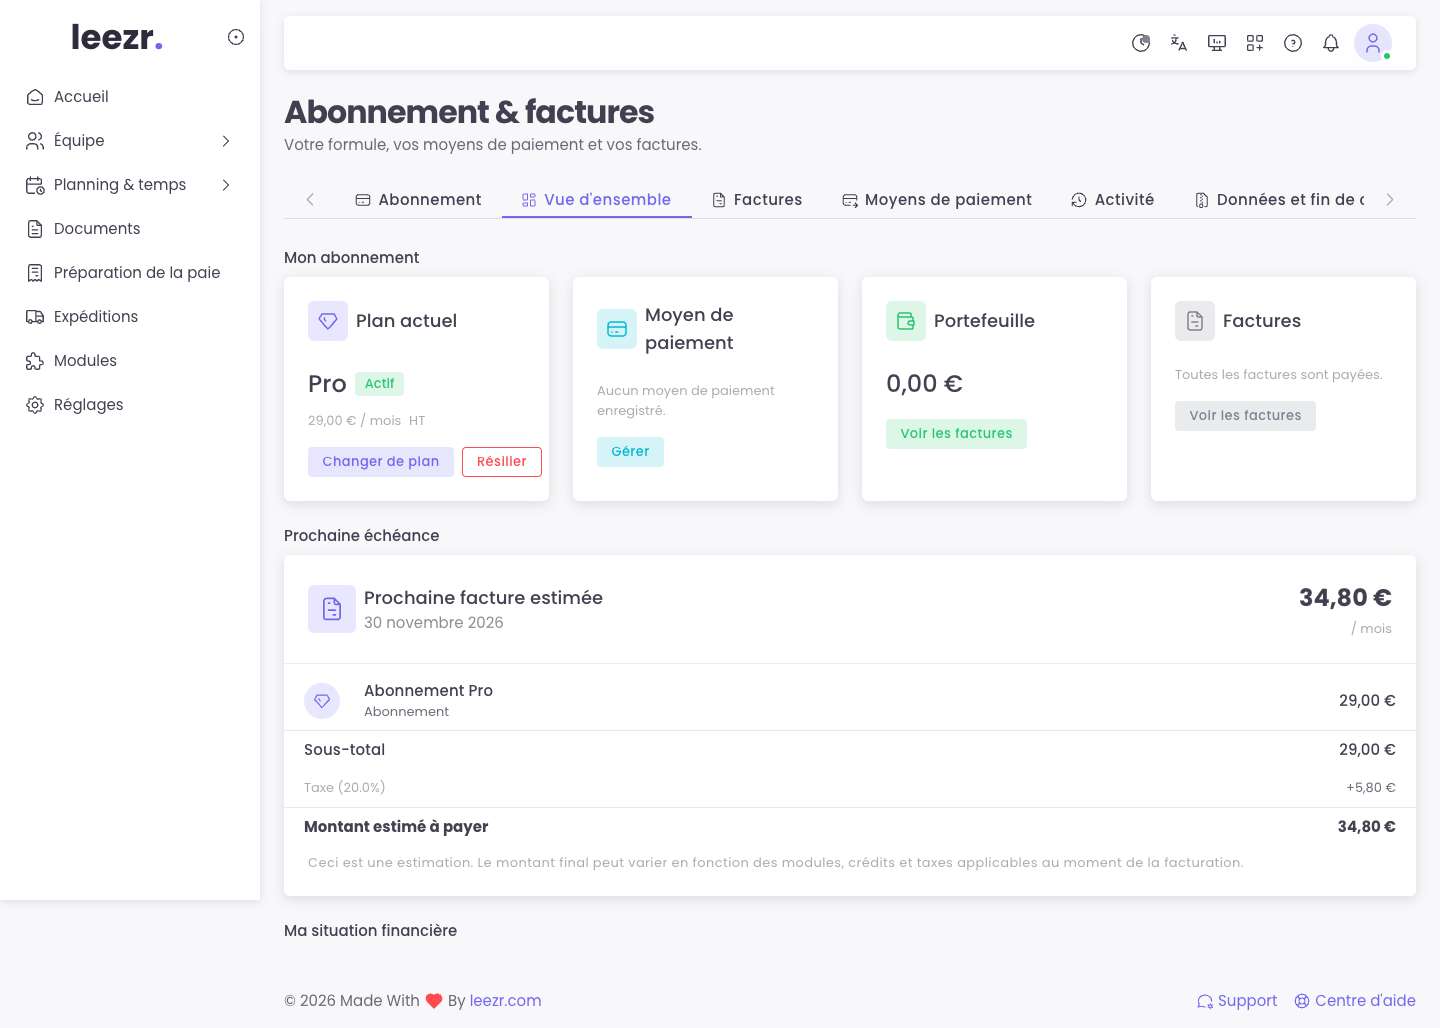 leezr.
Accueil
Équipe
Planning & temps
Documents
Préparation de la paie
Expéditions
Modules
Réglages
Abonnement & factures
Votre formule, vos moyens de paiement et vos factures.
Abonnement
Vue d'ensemble
Factures
Moyens de paiement
Activité
Données et fin de
Mon abonnement
Plan actuel
Pro Actif
29,00 € / mois HT
Changer de plan
Résilier
Moyen de
paiement
Aucun moyen de paiement
enregistré.
Gérer
Portefeuille
0,00 €
Voir les factures
Factures
Toutes les factures sont payées.
Voir les factures
Prochaine échéance
Prochaine facture estimée
30 novembre 2026
34,80 €
/ mois
Abonnement Pro
Abonnement
29,00 €
Sous-total 29,00 €
Taxe (20.0%) +5,80 €
Montant estimé à payer 34,80 €
Ceci est une estimation. Le montant final peut varier en fonction des modules, crédits et taxes applicables au moment de la facturation.
Ma situation financière
© 2026 Made With By leezr.com
Support
Centre d'aide